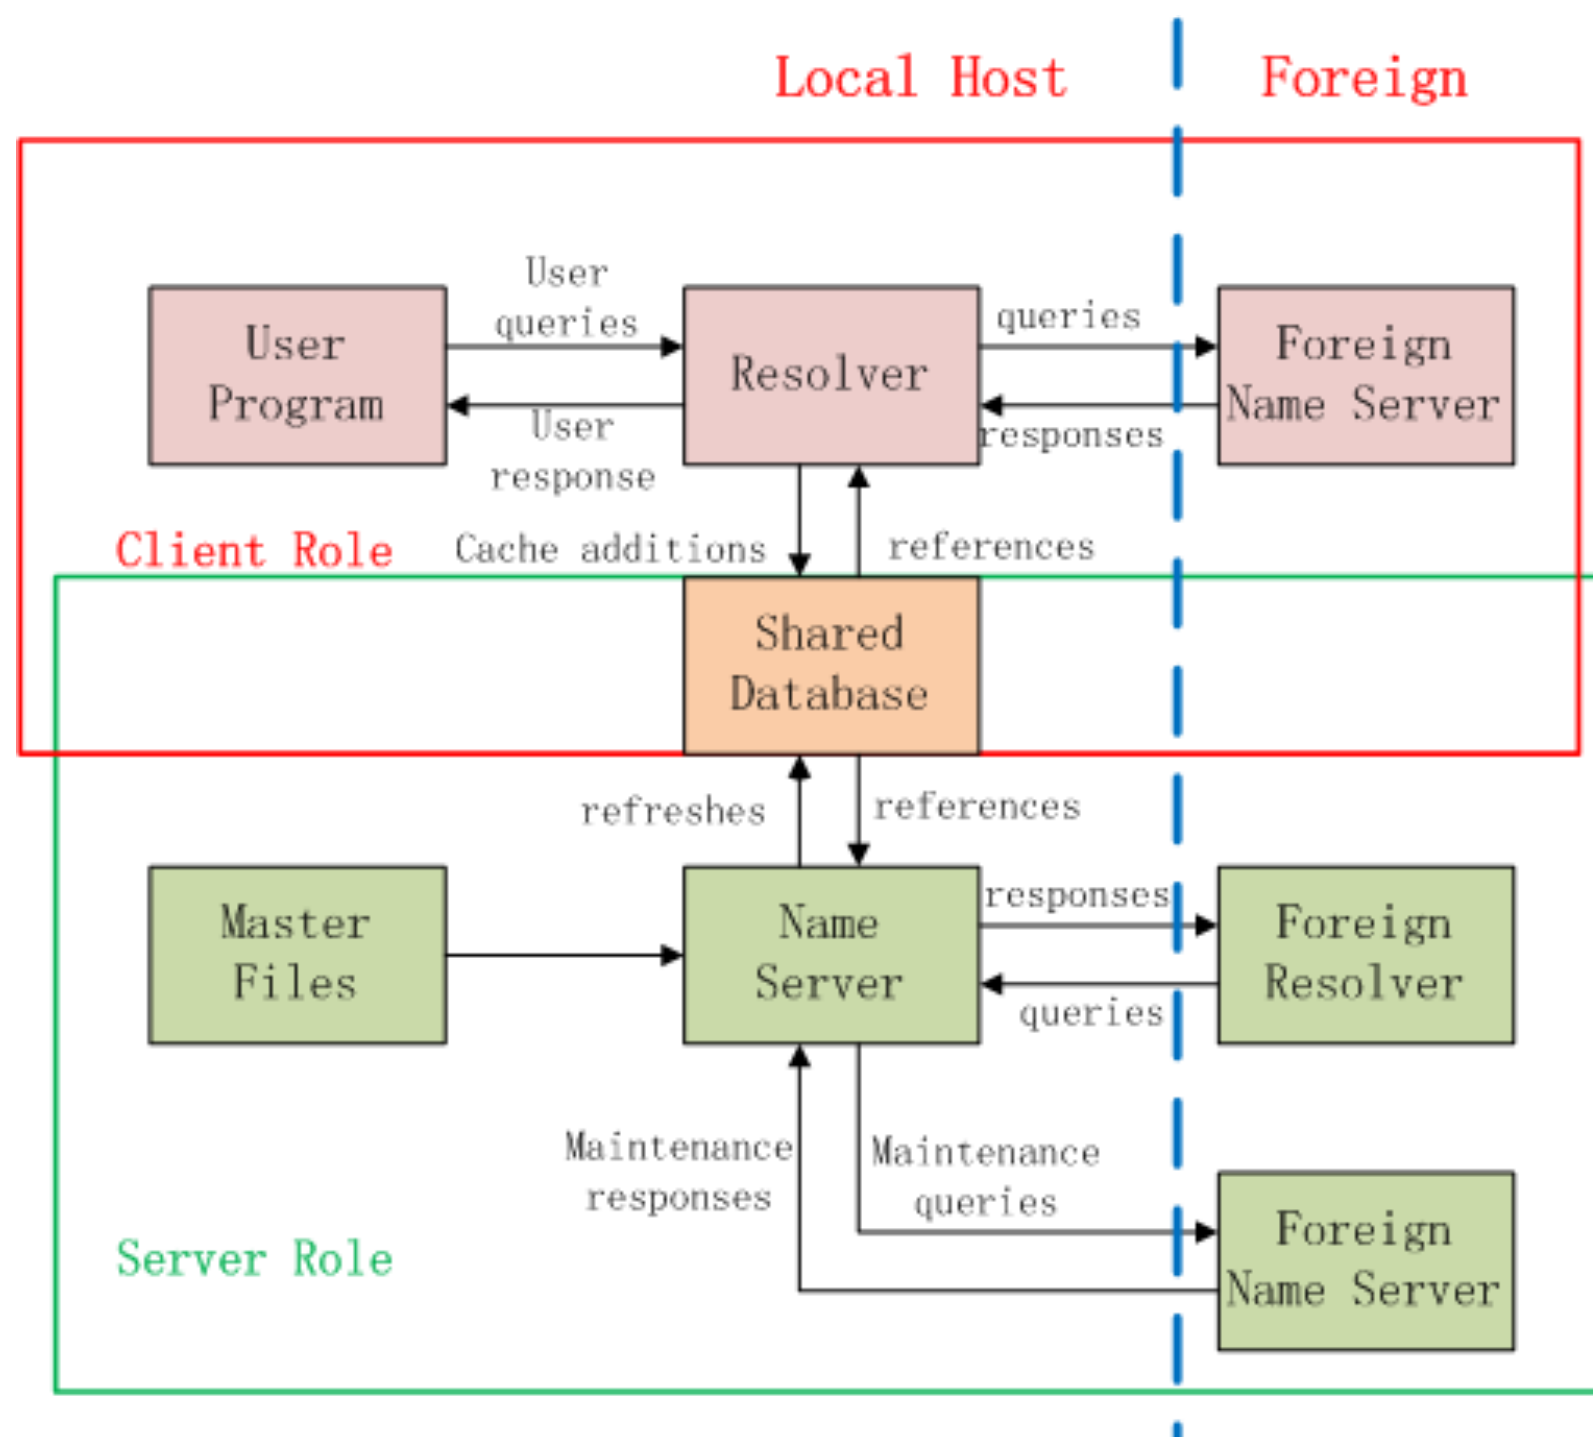 Local Host
Foreign
User
queries
User
Program
Resolver
queries
Foreign
Name Server
User
response
responses
Client Role
Cache additions
references
Shared
Database
refreshes
references
Master
Files
Name
Server
responses
queries
Foreign
Resolver
Maintenance
responses
Maintenance
queries
Foreign
Name Server
Server Role